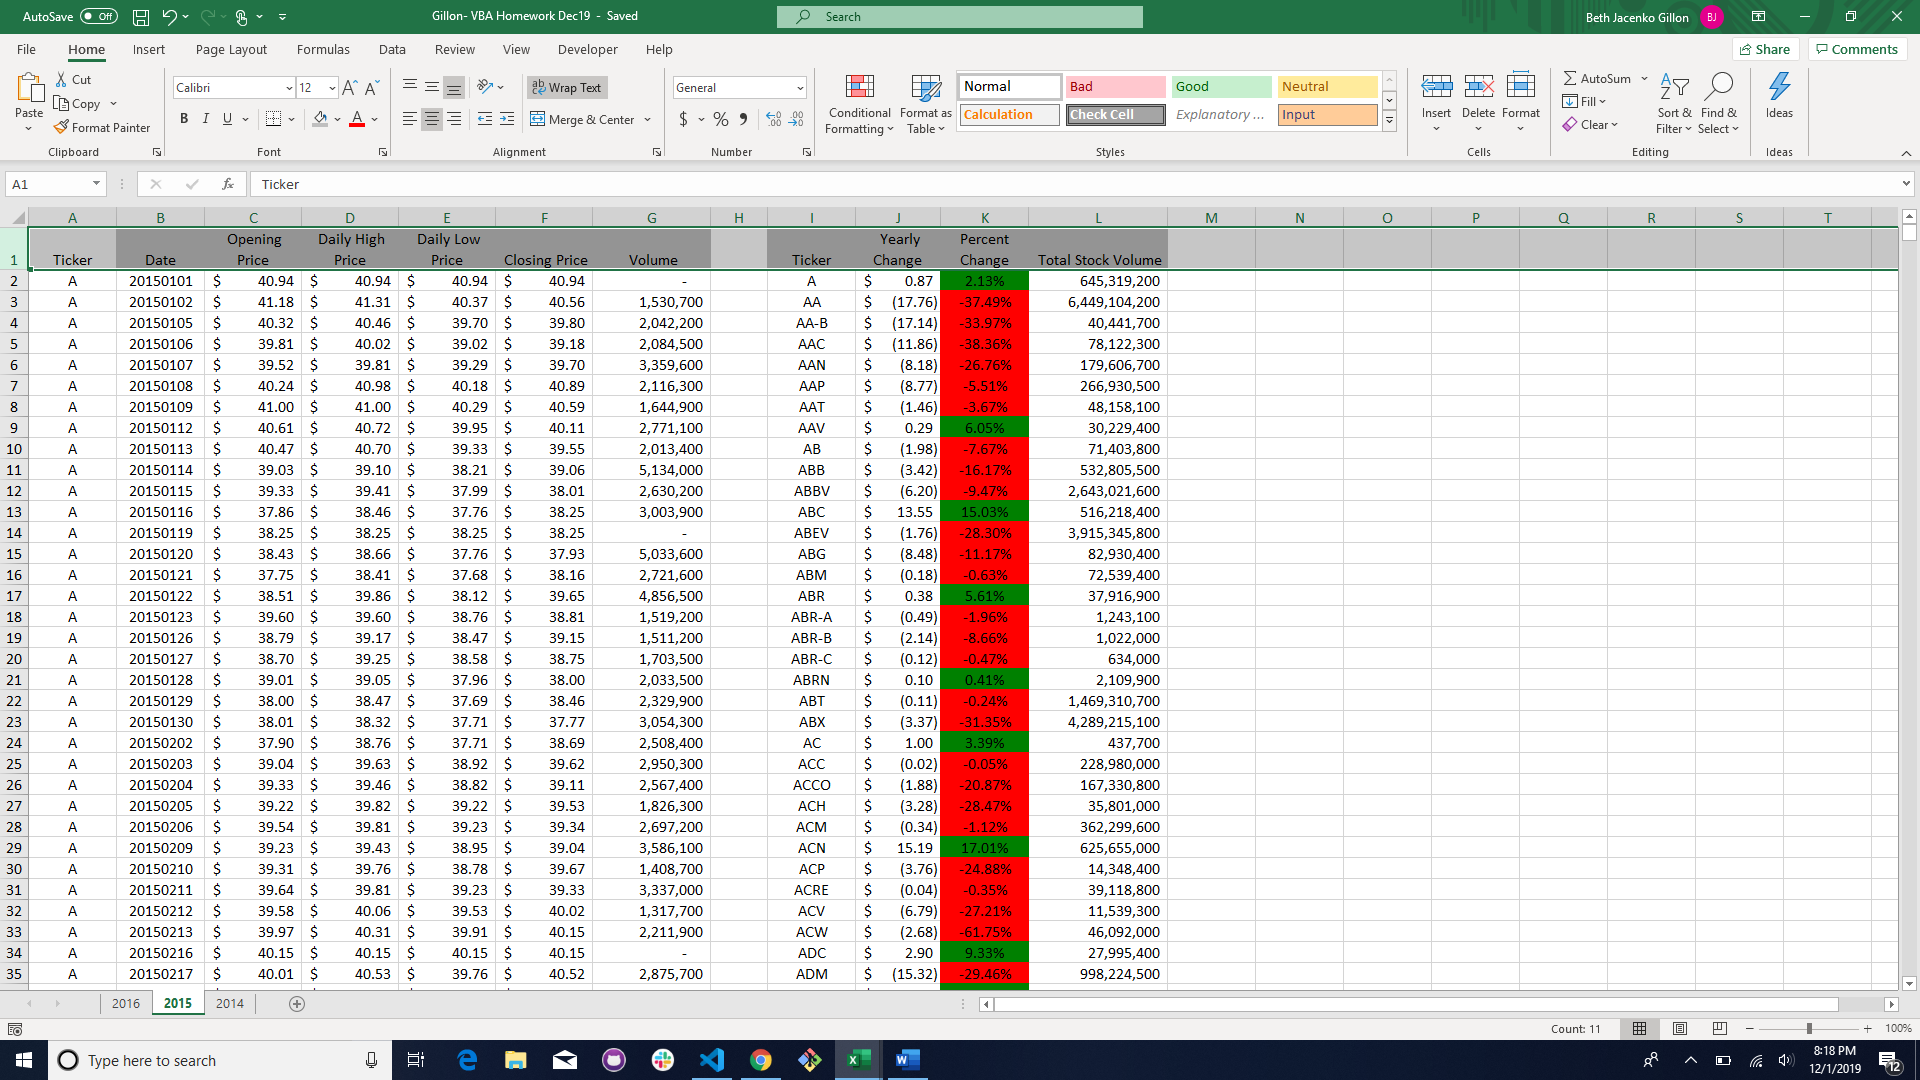 AutoSave Off Gillon- VBA Homework Dec19 - Saved Search Beth Jacenko Gillon BJ
File Home Insert Page Layout Formulas Data Review View Developer Help Share Comments
Paste Cut Copy Format Painter Clipboard
Calibri 12 B I U A Font
Wrap Text Merge & Center Alignment
General $ % Number
Conditional Formatting Format as Table Normal Bad Good Neutral Calculation Check Cell Explanatory ... Input Styles
Insert Delete Format Cells
AutoSum Fill Clear Sort & Filter Find & Select Editing
Ideas Ideas
A1 fx Ticker
A B C D E F G H I J K L M N O P Q R S T
1 Ticker Date Opening Price Daily High Price Daily Low Price Closing Price Volume Ticker Yearly Change Percent Change Total Stock Volume
2 A 20150101 $ 40.94 $ 40.94 $ 40.94 $ 40.94 - A $ 0.87 2.13% 645,319,200
3 A 20150102 $ 41.18 $ 41.31 $ 40.37 $ 40.56 1,530,700 AA $ (17.76) -37.49% 6,449,104,200
4 A 20150105 $ 40.32 $ 40.46 $ 39.70 $ 39.80 2,042,200 AA-B $ (17.14) -33.97% 40,441,700
5 A 20150106 $ 39.81 $ 40.02 $ 39.02 $ 39.18 2,084,500 AAC $ (11.86) -38.36% 78,122,300
6 A 20150107 $ 39.52 $ 39.81 $ 39.29 $ 39.70 3,359,600 AAN $ (8.18) -26.76% 179,606,700
7 A 20150108 $ 40.24 $ 40.98 $ 40.18 $ 40.89 2,116,300 AAP $ (8.77) -5.51% 266,930,500
8 A 20150109 $ 41.00 $ 41.00 $ 40.29 $ 40.59 1,644,900 AAT $ (1.46) -3.67% 48,158,100
9 A 20150112 $ 40.61 $ 40.72 $ 39.95 $ 40.11 2,771,100 AAV $ 0.29 6.05% 30,229,400
10 A 20150113 $ 40.47 $ 40.70 $ 39.33 $ 39.55 2,013,400 AB $ (1.98) -7.67% 71,403,800
11 A 20150114 $ 39.03 $ 39.10 $ 38.21 $ 39.06 5,134,000 ABB $ (3.42) -16.17% 532,805,500
12 A 20150115 $ 39.33 $ 39.41 $ 37.99 $ 38.01 2,630,200 ABBV $ (6.20) -9.47% 2,643,021,600
13 A 20150116 $ 37.86 $ 38.46 $ 37.76 $ 38.25 3,003,900 ABC $ 13.55 15.03% 516,218,400
14 A 20150119 $ 38.25 $ 38.25 $ 38.25 $ 38.25 - ABEV $ (1.76) -28.30% 3,915,345,800
15 A 20150120 $ 38.43 $ 38.66 $ 37.76 $ 37.93 5,033,600 ABG $ (8.48) -11.17% 82,930,400
16 A 20150121 $ 37.75 $ 38.41 $ 37.68 $ 38.16 2,721,600 ABM $ (0.18) -0.63% 72,539,400
17 A 20150122 $ 38.51 $ 39.86 $ 38.12 $ 39.65 4,856,500 ABR $ 0.38 5.61% 37,916,900
18 A 20150123 $ 39.60 $ 39.60 $ 38.76 $ 38.81 1,519,200 ABR-A $ (0.49) -1.96% 1,243,100
19 A 20150126 $ 38.79 $ 39.17 $ 38.47 $ 39.15 1,511,200 ABR-B $ (2.14) -8.66% 1,022,000
20 A 20150127 $ 38.70 $ 39.25 $ 38.58 $ 38.75 1,703,500 ABR-C $ (0.12) -0.47% 634,000
21 A 20150128 $ 39.01 $ 39.05 $ 37.96 $ 38.00 2,033,500 ABRN $ 0.10 0.41% 2,109,900
22 A 20150129 $ 38.00 $ 38.47 $ 37.69 $ 38.46 2,329,900 ABT $ (0.11) -0.24% 1,469,310,700
23 A 20150130 $ 38.01 $ 38.32 $ 37.71 $ 37.77 3,054,300 ABX $ (3.37) -31.35% 4,289,215,100
24 A 20150202 $ 37.90 $ 38.76 $ 37.71 $ 38.69 2,508,400 AC $ 1.00 3.39% 437,700
25 A 20150203 $ 39.04 $ 39.63 $ 38.92 $ 39.62 2,950,300 ACC $ (0.02) -0.05% 228,980,000
26 A 20150204 $ 39.33 $ 39.46 $ 38.82 $ 39.11 2,567,400 ACCO $ (1.88) -20.87% 167,330,800
27 A 20150205 $ 39.22 $ 39.82 $ 39.22 $ 39.53 1,826,300 ACH $ (3.28) -28.47% 35,801,000
28 A 20150206 $ 39.54 $ 39.81 $ 39.23 $ 39.34 2,697,200 ACM $ (0.34) -1.12% 362,299,600
29 A 20150209 $ 39.23 $ 39.43 $ 38.95 $ 39.04 3,586,100 ACN $ 15.19 17.01% 625,655,000
30 A 20150210 $ 39.31 $ 39.76 $ 38.78 $ 39.67 1,408,700 ACP $ (3.76) -24.88% 14,348,400
31 A 20150211 $ 39.64 $ 39.81 $ 39.23 $ 39.33 3,337,000 ACRE $ (0.04) -0.35% 39,118,800
32 A 20150212 $ 39.58 $ 40.06 $ 39.53 $ 40.02 1,317,700 ACV $ (6.79) -27.21% 11,539,300
33 A 20150213 $ 39.97 $ 40.31 $ 39.91 $ 40.15 2,211,900 ACW $ (2.68) -61.75% 46,092,000
34 A 20150216 $ 40.15 $ 40.15 $ 40.15 $ 40.15 - ADC $ 2.90 9.33% 27,995,400
35 A 20150217 $ 40.01 $ 40.53 $ 39.76 $ 40.52 2,875,700 ADM $ (15.32) -29.46% 998,224,500
2016 2015 2014
Count: 11 100%
Type here to search 8:18 PM
12/1/2019 12